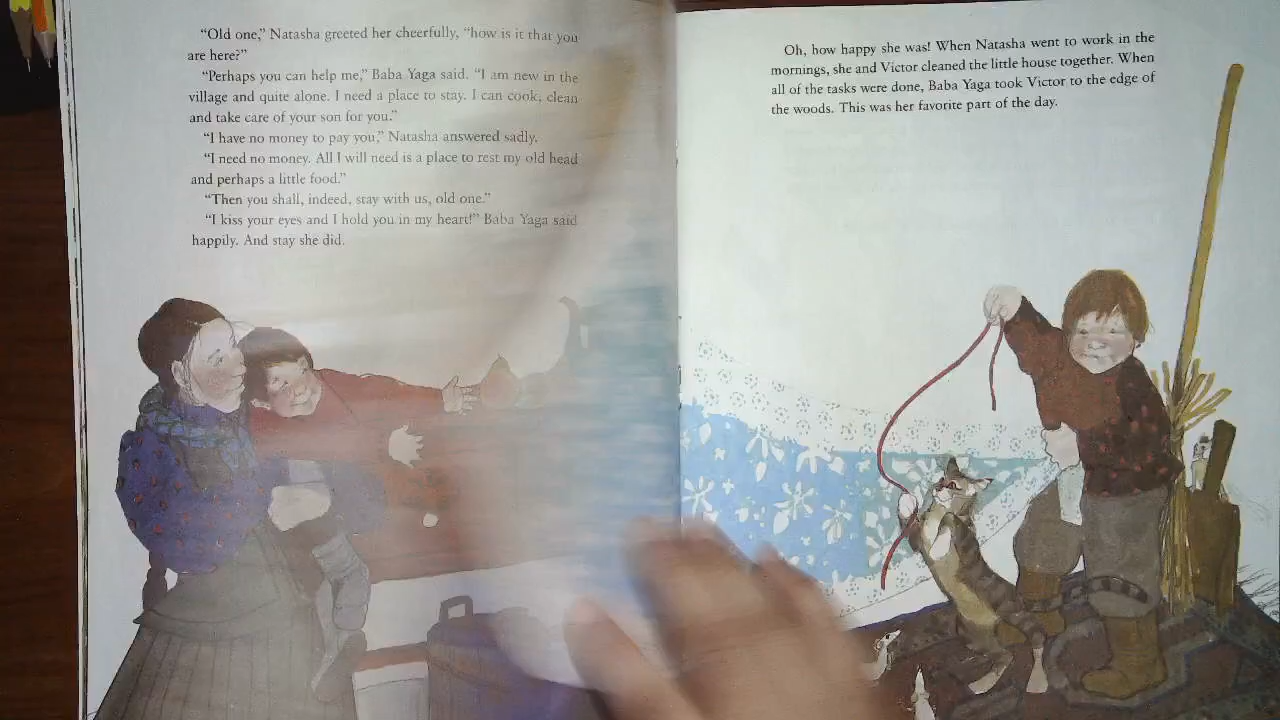 “Old one,” Natasha greeted her cheerfully, “how is it that you
are here?”
“Perhaps you can help me,” Baba Yaga said. “I am new in the
village and quite alone. I need a place to stay. I can cook, clean
and take care of your son for you.”
“I have no money to pay you,” Natasha answered sadly.
“I need no money. All I will need is a place to rest my old head
and perhaps a little food.”
“Then you shall, indeed, stay with us, old one.”
“I kiss your eyes and I hold you in my heart!” Baba Yaga said
happily. And stay she did.
Oh, how happy she was! When Natasha went to work in the
mornings, she and Victor cleaned the little house together. When
all of the tasks were done, Baba Yaga took Victor to the edge of
the woods. This was her favorite part of the day.